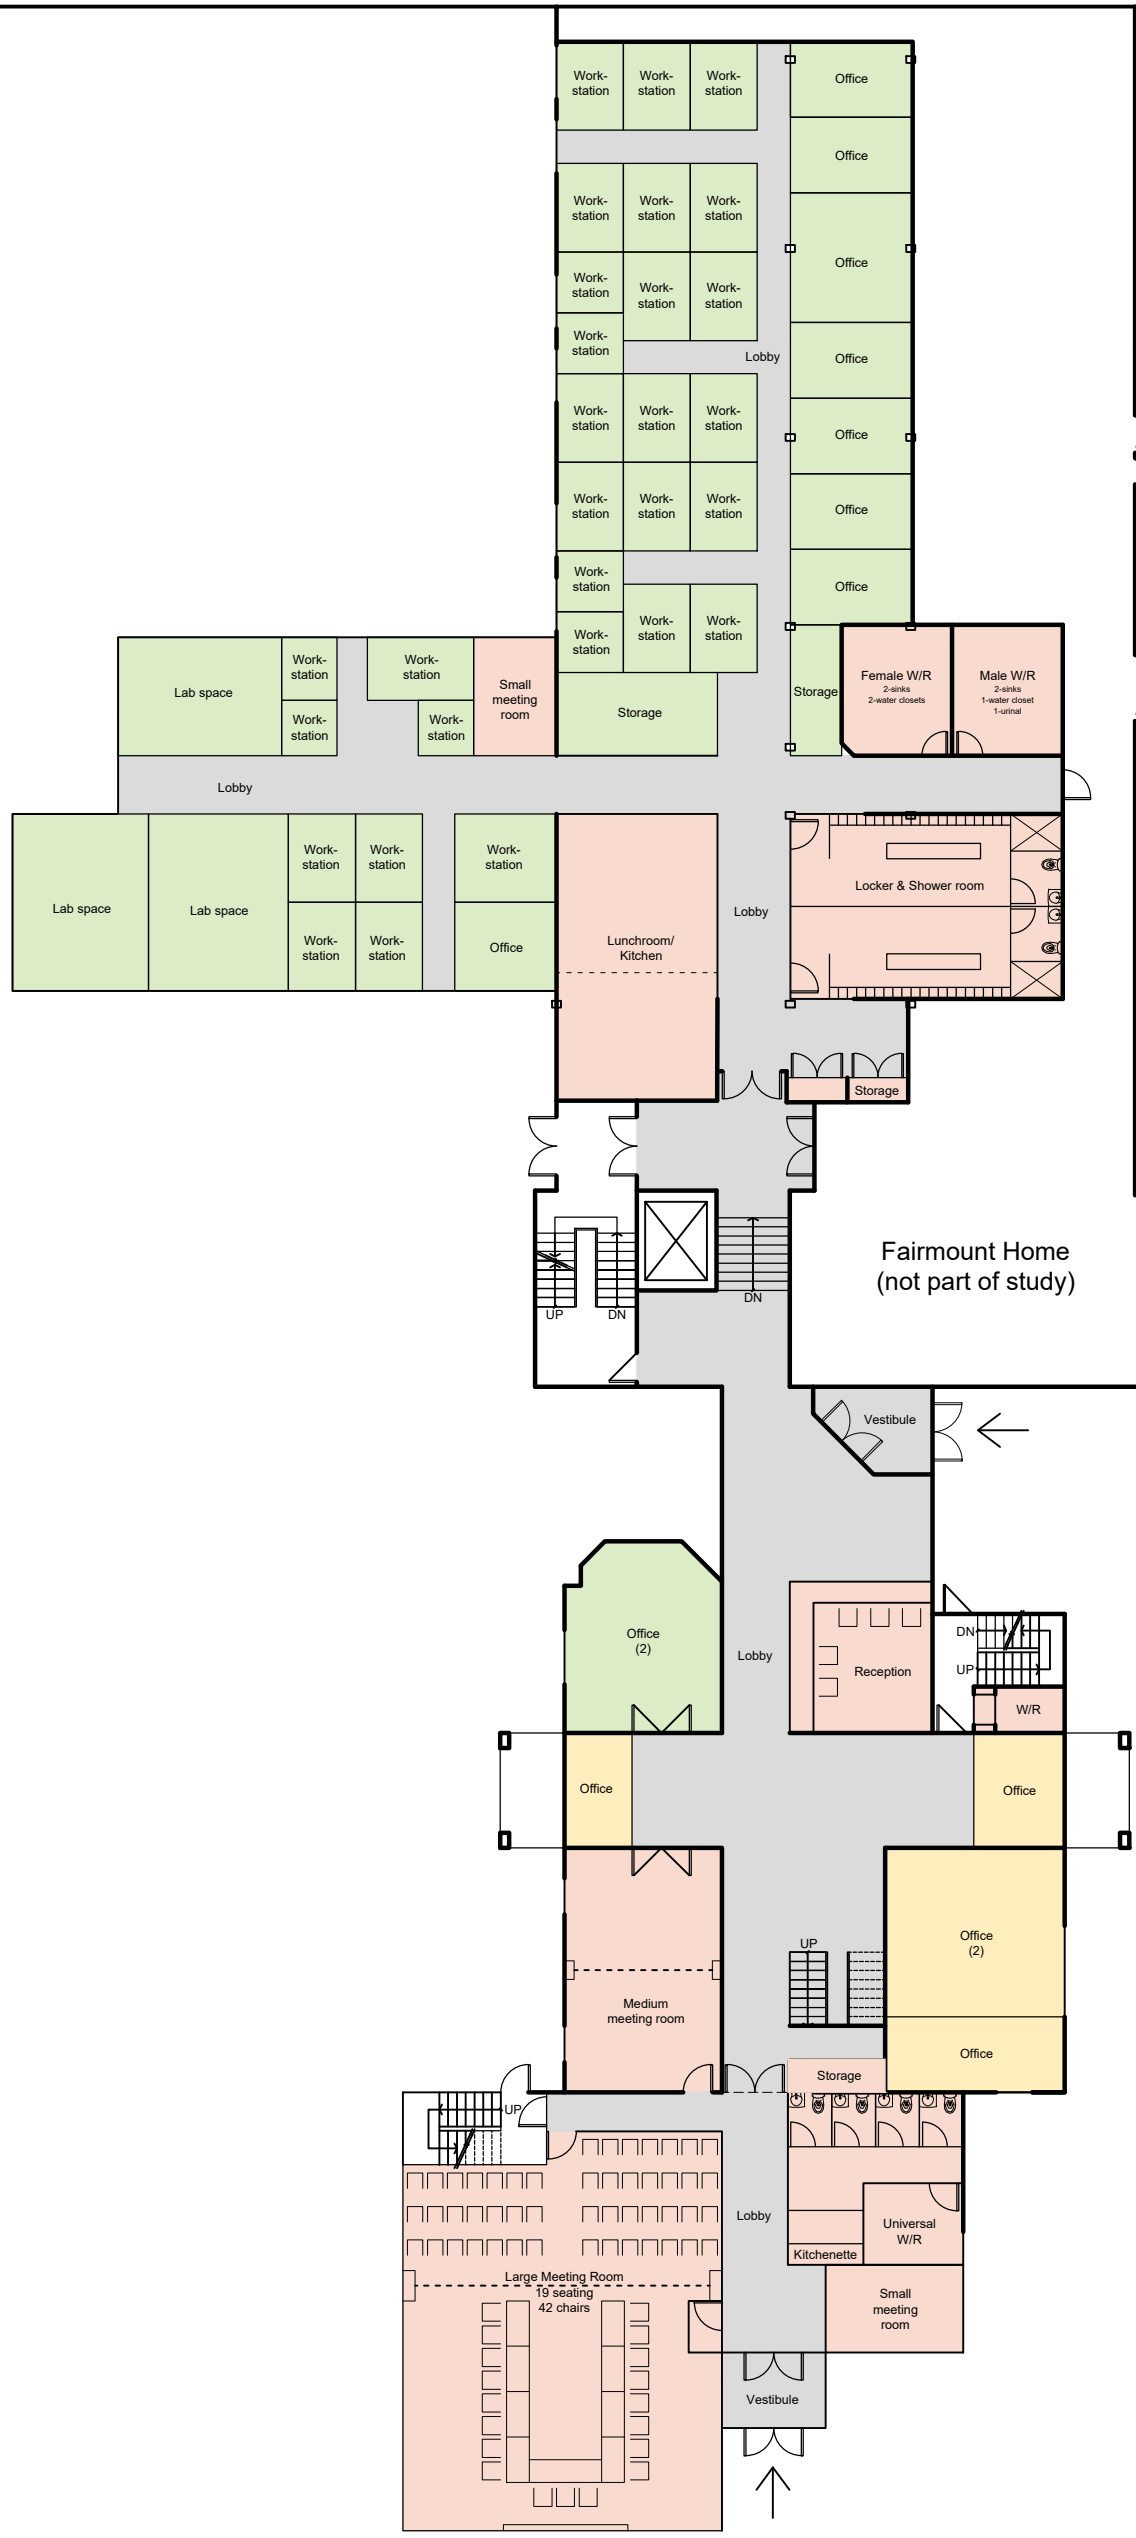 Work-
station
Work-
station
Work-
station
Office
Office
Work-
station
Work-
station
Work-
station
Office
Work-
station
Work-
station
Work-
station
Work-
station
Lobby
Office
Work-
station
Work-
station
Work-
station
Office
Work-
station
Work-
station
Work-
station
Office
Work-
station
Office
Work-
station
Work-
station
Work-
station
Lab space
Work-
station
Work-
station
Work-
station
Work-
station
Small
meeting
room
Storage
Storage
Female W/R
2-sinks
2-water closets
Male W/R
2-sinks
1-water closet
1-urinal
Lobby
Lab space
Lab space
Work-
station
Work-
station
Work-
station
Work-
station
Work-
station
Office
Lunchroom/
Kitchen
Lobby
Locker & Shower room
Storage
Fairmount Home
(not part of study)
UP
DN
DN
Vestibule
Office
(2)
Lobby
Reception
DN
UP
W/R
Office
Office
Office
(2)
UP
Medium
meeting room
Office
Storage
UP
Lobby
Universal
W/R
Kitchenette
Large Meeting Room
19 seating
42 chairs
Small
meeting
room
Vestibule